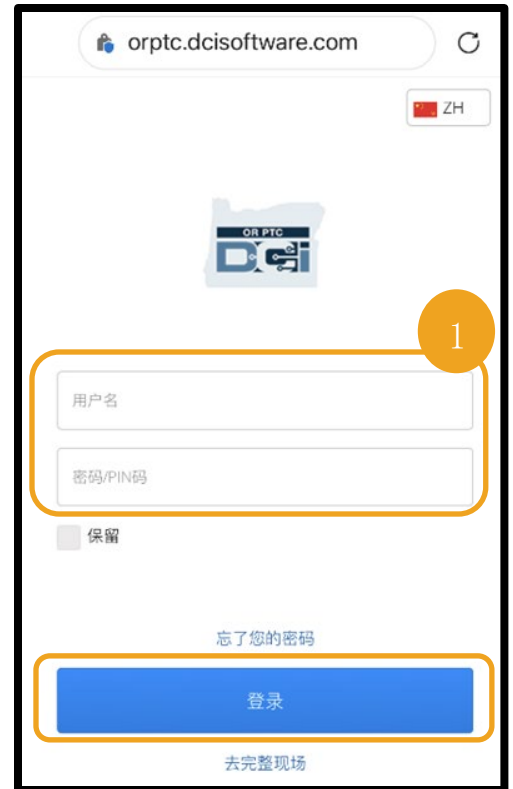 orptc.dcisoftware.com
ZH
OR PTC
DCi
1
用户名
密码/PIN码
保留
忘了您的密码
登录
去完整现场